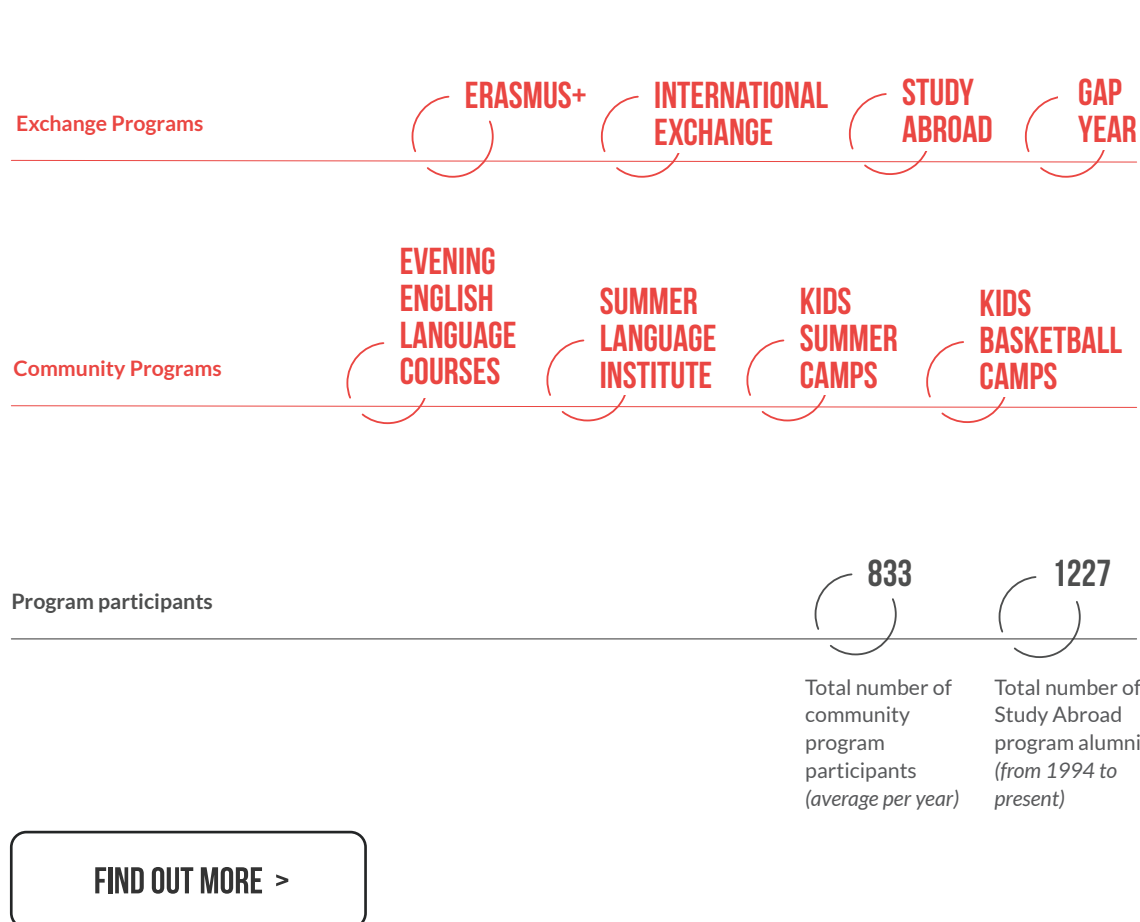 Exchange Programs
ERASMUS+
INTERNATIONAL
EXCHANGE
STUDY
ABROAD
GAP
YEAR
Community Programs
EVENING
ENGLISH
LANGUAGE
COURSES
SUMMER
LANGUAGE
INSTITUTE
KIDS
SUMMER
CAMPS
KIDS
BASKETBALL
CAMPS
Program participants
833
Total number of
community
program
participants
(average per year)
1227
Total number of
Study Abroad
program alumni
(from 1994 to
present)
FIND OUT MORE >